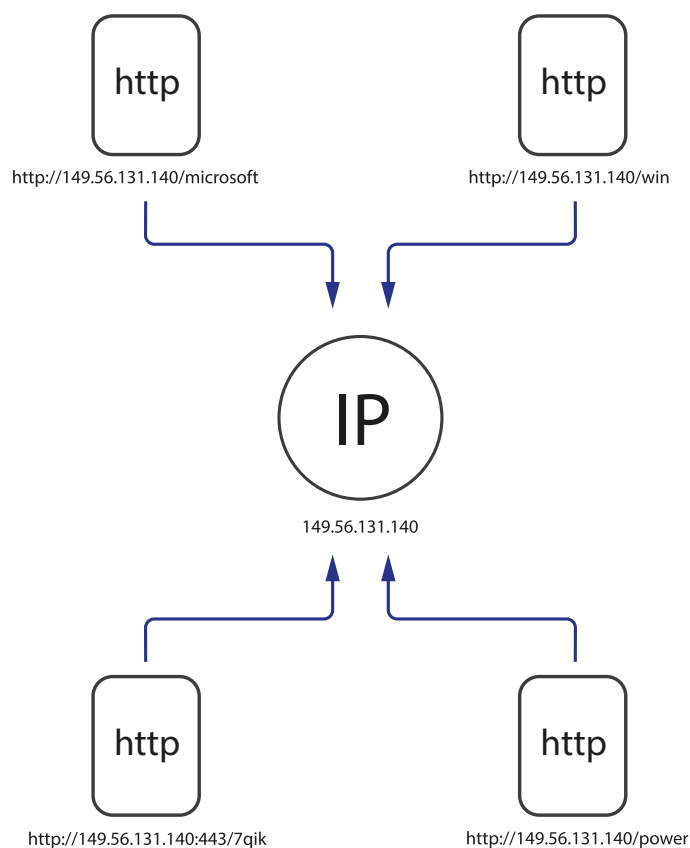 http
http
http://149.56.131.140/microsoft
http://149.56.131.140/win
IP
149.56.131.140
http
http
http://149.56.131.140:443/7qik
http://149.56.131.140/power